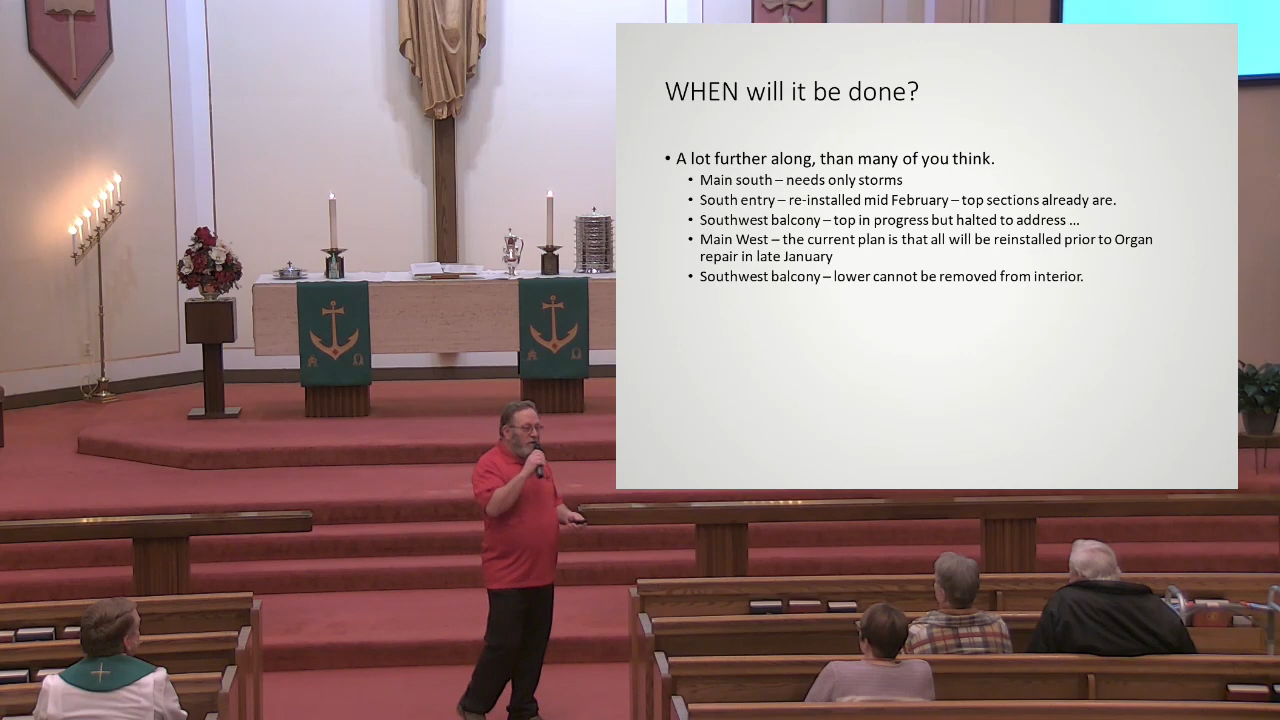 WHEN will it be done?
• A lot further along, than many of you think.
• Main south – needs only storms
• South entry – re-installed mid February – top sections already are.
• Southwest balcony – top in progress but halted to address ...
• Main West – the current plan is that all will be reinstalled prior to Organ
repair in late January
• Southwest balcony – lower cannot be removed from interior.